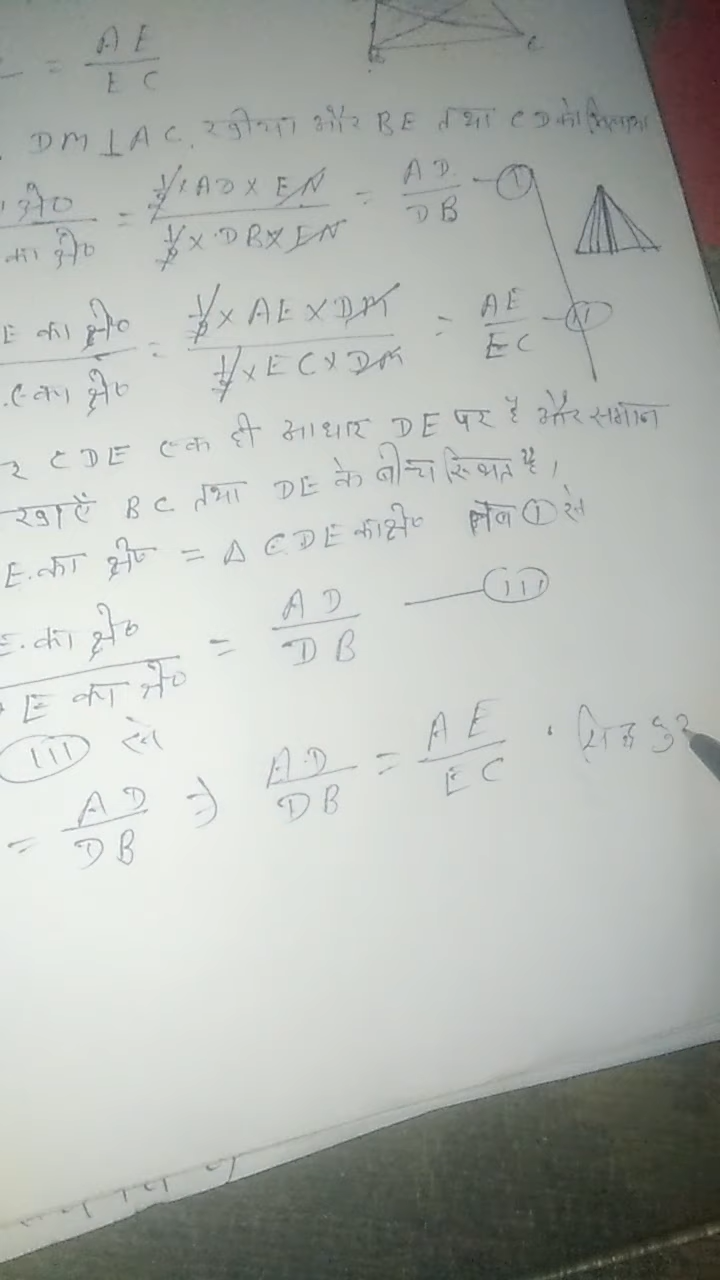 = AE / EC
DM ⊥ AC. खींचा और BE तथा CD को मिलाया
क्षे० / का क्षे० = 1/2 × AD × EN / 1/2 × DB × EN = AD / DB — (I)
E का क्षे० / का क्षे० = 1/2 × AE × DM / 1/2 × EC × DM = AE / EC — (II)
र CDE एक ही आधार DE पर है और समान
रखाएँ BC तथा DE के बीच स्थित है।
E. का क्षे० = Δ CDE का क्षे० (I) से
E. का क्षे० / E का क्षे० = AD / DB — (III)
(III) से
= AD / DB ⇒ AD / DB = AE / EC .